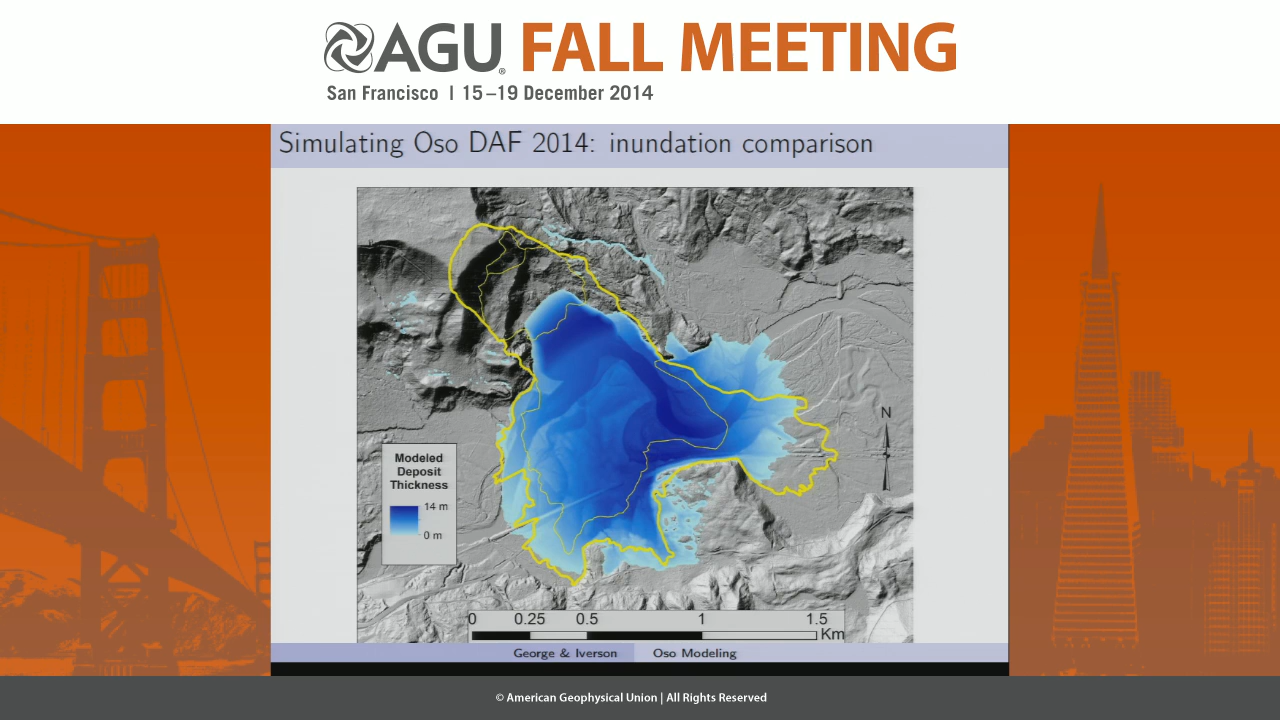 AGU FALL MEETING
San Francisco | 15–19 December 2014
Simulating Oso DAF 2014: inundation comparison
N
Modeled
Deposit
Thickness
14 m
0 m
0 0.25 0.5 1 1.5
Km
George & Iverson Oso Modeling
© American Geophysical Union | All Rights Reserved